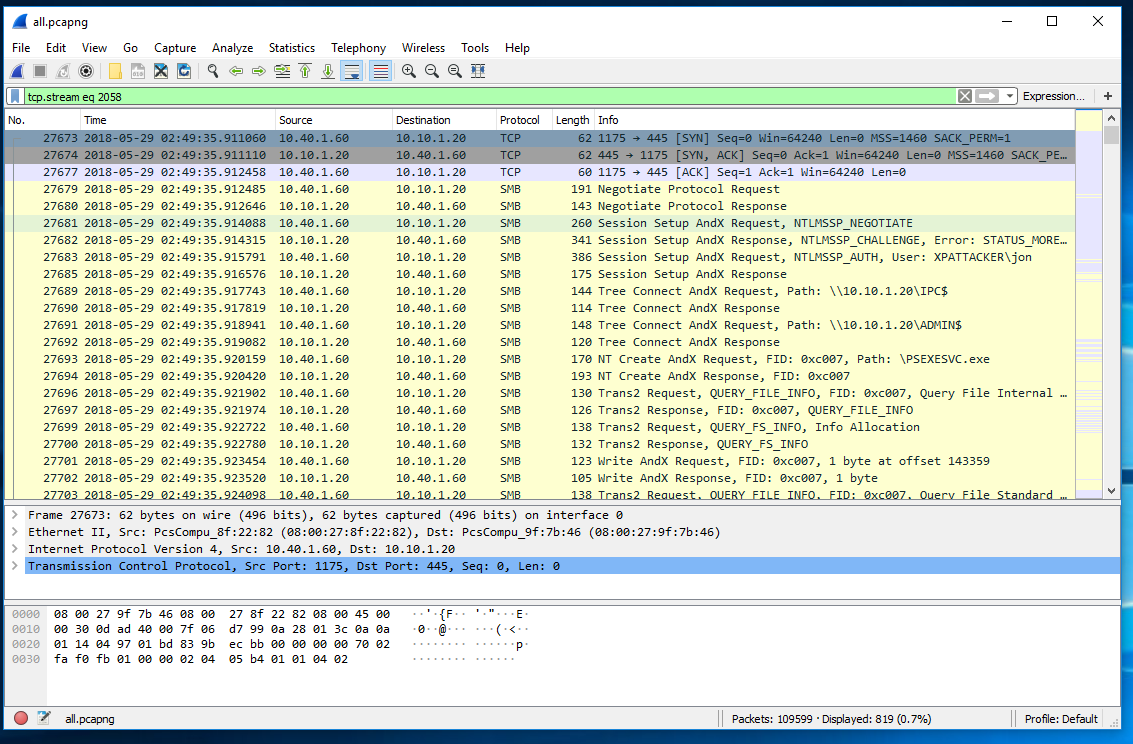 all.pcapng
File Edit View Go Capture Analyze Statistics Telephony Wireless Tools Help
tcp.stream eq 2058 Expression… +
No. Time Source Destination Protocol Length Info
27673 2018-05-29 02:49:35.911060 10.40.1.60 10.10.1.20 TCP 62 1175 → 445 [SYN] Seq=0 Win=64240 Len=0 MSS=1460 SACK_PERM=1
27674 2018-05-29 02:49:35.911110 10.10.1.20 10.40.1.60 TCP 62 445 → 1175 [SYN, ACK] Seq=0 Ack=1 Win=64240 Len=0 MSS=1460 SACK_PE…
27677 2018-05-29 02:49:35.912458 10.40.1.60 10.10.1.20 TCP 60 1175 → 445 [ACK] Seq=1 Ack=1 Win=64240 Len=0
27679 2018-05-29 02:49:35.912485 10.40.1.60 10.10.1.20 SMB 191 Negotiate Protocol Request
27680 2018-05-29 02:49:35.912646 10.10.1.20 10.40.1.60 SMB 143 Negotiate Protocol Response
27681 2018-05-29 02:49:35.914088 10.40.1.60 10.10.1.20 SMB 260 Session Setup AndX Request, NTLMSSP_NEGOTIATE
27682 2018-05-29 02:49:35.914315 10.10.1.20 10.40.1.60 SMB 341 Session Setup AndX Response, NTLMSSP_CHALLENGE, Error: STATUS_MORE…
27683 2018-05-29 02:49:35.915791 10.40.1.60 10.10.1.20 SMB 386 Session Setup AndX Request, NTLMSSP_AUTH, User: XPATTACKER\jon
27685 2018-05-29 02:49:35.916576 10.10.1.20 10.40.1.60 SMB 175 Session Setup AndX Response
27689 2018-05-29 02:49:35.917743 10.40.1.60 10.10.1.20 SMB 144 Tree Connect AndX Request, Path: \\10.10.1.20\IPC$
27690 2018-05-29 02:49:35.917819 10.10.1.20 10.40.1.60 SMB 114 Tree Connect AndX Response
27691 2018-05-29 02:49:35.918941 10.40.1.60 10.10.1.20 SMB 148 Tree Connect AndX Request, Path: \\10.10.1.20\ADMIN$
27692 2018-05-29 02:49:35.919082 10.10.1.20 10.40.1.60 SMB 120 Tree Connect AndX Response
27693 2018-05-29 02:49:35.920159 10.40.1.60 10.10.1.20 SMB 170 NT Create AndX Request, FID: 0xc007, Path: \PSEXESVC.exe
27694 2018-05-29 02:49:35.920420 10.10.1.20 10.40.1.60 SMB 193 NT Create AndX Response, FID: 0xc007
27696 2018-05-29 02:49:35.921902 10.40.1.60 10.10.1.20 SMB 130 Trans2 Request, QUERY_FILE_INFO, FID: 0xc007, Query File Internal …
27697 2018-05-29 02:49:35.921974 10.10.1.20 10.40.1.60 SMB 126 Trans2 Response, FID: 0xc007, QUERY_FILE_INFO
27699 2018-05-29 02:49:35.922722 10.40.1.60 10.10.1.20 SMB 138 Trans2 Request, QUERY_FS_INFO, Info Allocation
27700 2018-05-29 02:49:35.922780 10.10.1.20 10.40.1.60 SMB 132 Trans2 Response, QUERY_FS_INFO
27701 2018-05-29 02:49:35.923454 10.40.1.60 10.10.1.20 SMB 123 Write AndX Request, FID: 0xc007, 1 byte at offset 143359
27702 2018-05-29 02:49:35.923520 10.10.1.20 10.40.1.60 SMB 105 Write AndX Response, FID: 0xc007, 1 byte
27703 2018-05-29 02:49:35.924098 10.40.1.60 10.10.1.20 SMB 138 Trans2 Request, QUERY_FILE_INFO, FID: 0xc007, Query File Standard …
Frame 27673: 62 bytes on wire (496 bits), 62 bytes captured (496 bits) on interface 0
Ethernet II, Src: PcsCompu_8f:22:82 (08:00:27:8f:22:82), Dst: PcsCompu_9f:7b:46 (08:00:27:9f:7b:46)
Internet Protocol Version 4, Src: 10.40.1.60, Dst: 10.10.1.20
Transmission Control Protocol, Src Port: 1175, Dst Port: 445, Seq: 0, Len: 0
0000 08 00 27 9f 7b 46 08 00 27 8f 22 82 08 00 45 00 ··'·{F·· '·"···E·
0010 00 30 0d ad 40 00 7f 06 d7 99 0a 28 01 3c 0a 0a ·0··@··· ···(·<··
0020 01 14 04 97 01 bd 83 9b ec bb 00 00 00 00 70 02 ········ ······p·
0030 fa f0 fb 01 00 00 02 04 05 b4 01 01 04 02 ········ ······
all.pcapng Packets: 109599 · Displayed: 819 (0.7%) Profile: Default